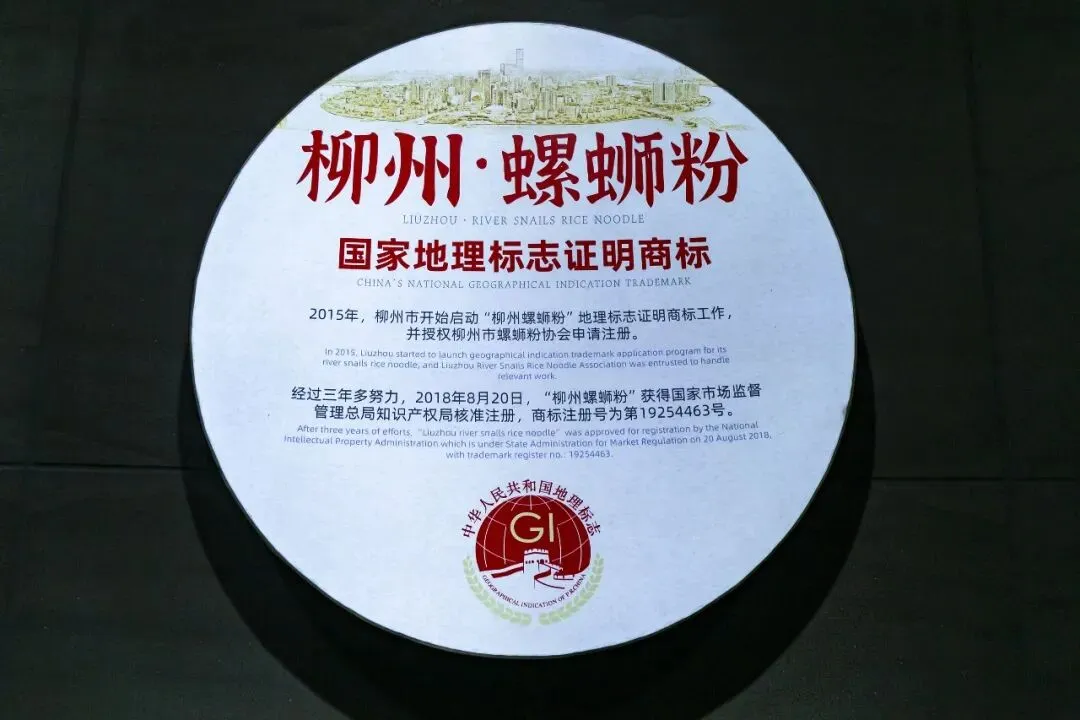 柳州·螺蛳粉
LIUZHOU · RIVER SNAILS RICE NOODLE
国家地理标志证明商标
CHINA'S NATIONAL GEOGRAPHICAL INDICATION TRADEMARK
2015年，柳州市开始启动“柳州螺蛳粉”地理标志证明商标工作，
并授权柳州市螺蛳粉协会申请注册。
In 2015, Liuzhou started to launch geographical indication trademark application program for its
river snails rice noodle, and Liuzhou River Snails Rice Noodle Association was entrusted to handle
relevant work.
经过三年多努力，2018年8月20日，“柳州螺蛳粉”获得国家市场监督
管理总局知识产权局核准注册，商标注册号为第19254463号。
After three years of efforts, “Liuzhou river snails rice noodle” was approved for registration by the National
Intellectual Property Administration which is under State Administration for Market Regulation on 20 August 2018,
with trademark register no.: 19254463.
中华人民共和国地理标志
GI
GEOGRAPHICAL INDICATION OF P.R.CHINA